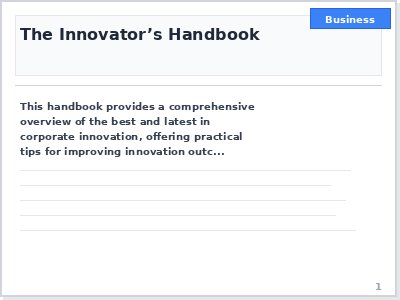 Business
The Innovator’s Handbook
This handbook provides a comprehensive
overview of the best and latest in
corporate innovation, offering practical
tips for improving innovation outc...
1